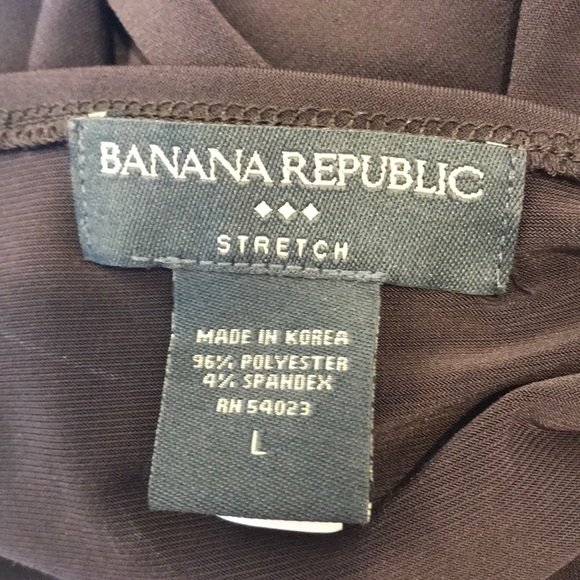 BANANA REPUBLIC
STRETCH
MADE IN KOREA
96% POLYESTER
4% SPANDEX
RN 54023
L